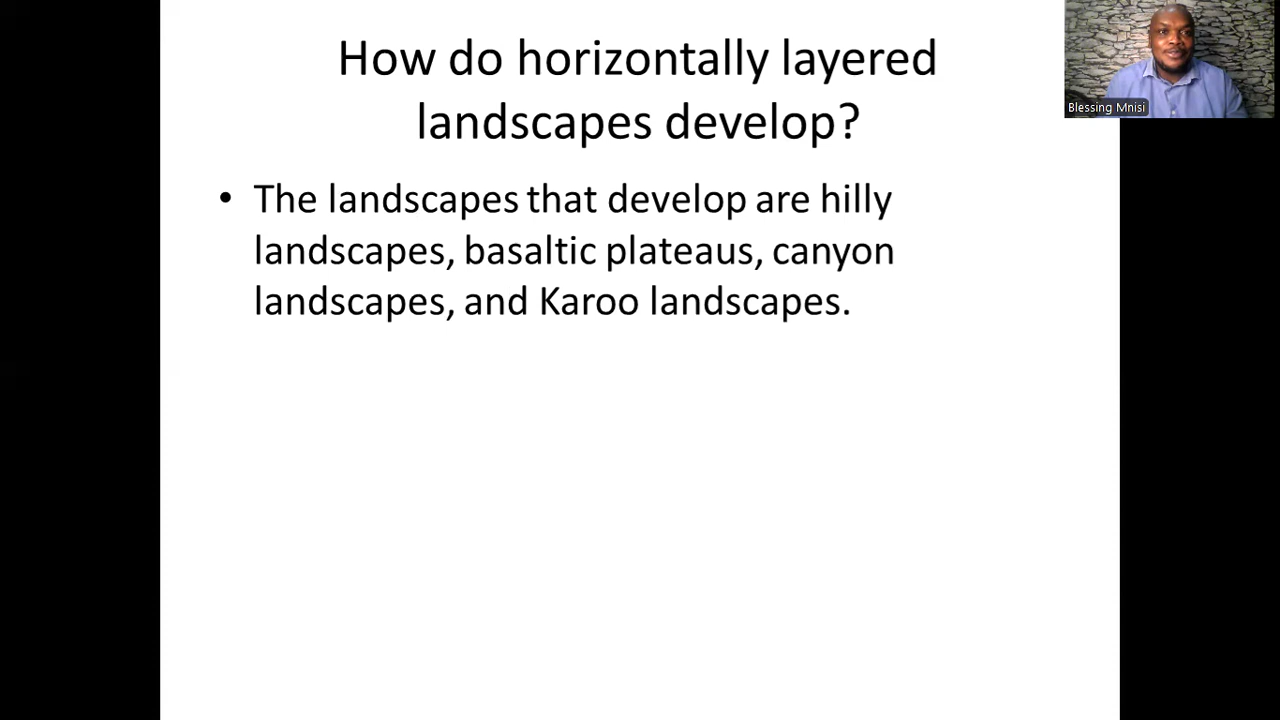 How do horizontally layered
landscapes develop?
• The landscapes that develop are hilly
landscapes, basaltic plateaus, canyon
landscapes, and Karoo landscapes.
Blessing Mnisi